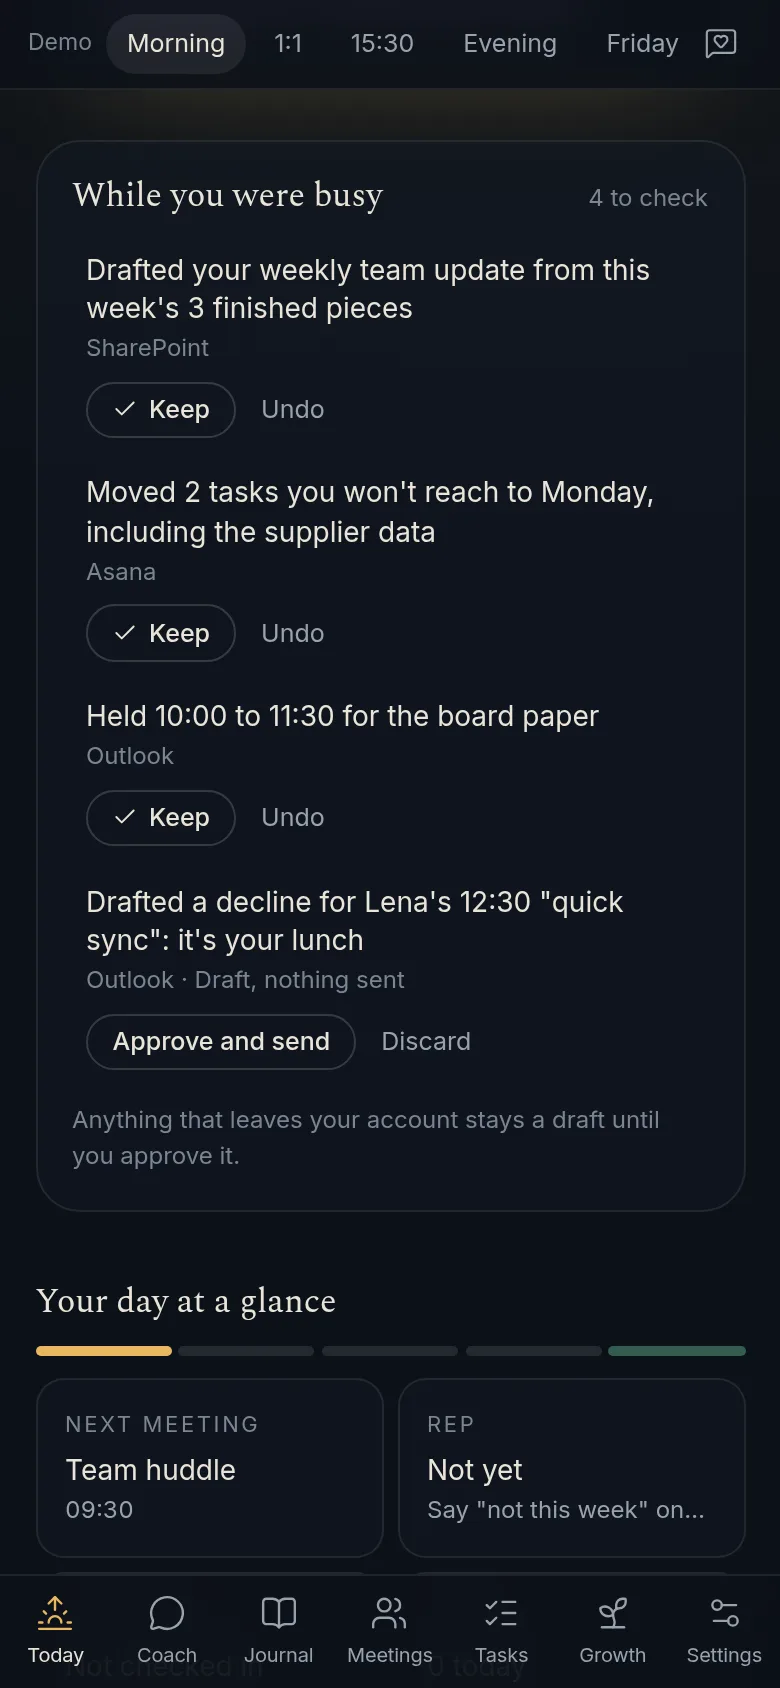 Demo Morning 1:1 15:30 Evening Friday
While you were busy
4 to check
Drafted your weekly team update from this
week's 3 finished pieces
SharePoint
Keep Undo
Moved 2 tasks you won't reach to Monday,
including the supplier data
Asana
Keep Undo
Held 10:00 to 11:30 for the board paper
Outlook
Keep Undo
Drafted a decline for Lena's 12:30 "quick
sync": it's your lunch
Outlook · Draft, nothing sent
Approve and send Discard
Anything that leaves your account stays a draft until
you approve it.
Your day at a glance
NEXT MEETING
Team huddle
09:30
REP
Not yet
Say "not this week" on...
Not checked in
0 today
Today Coach Journal Meetings Tasks Growth Settings